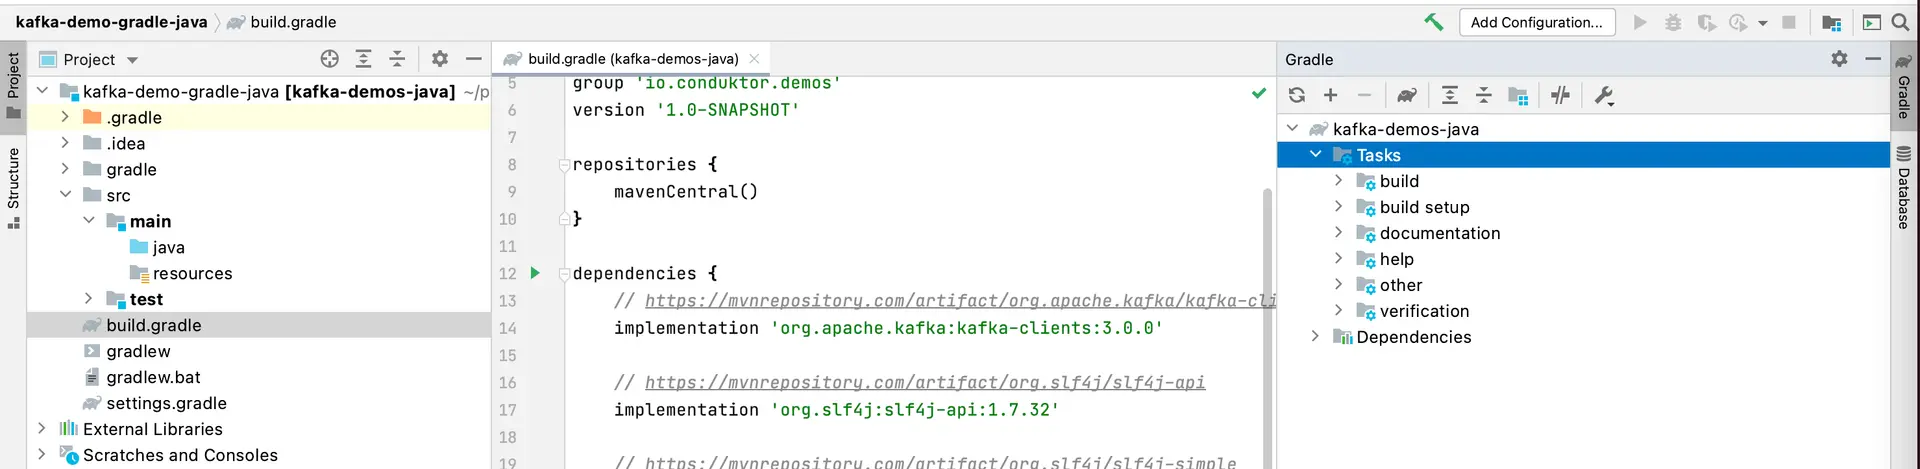 kafka-demo-gradle-java build.gradle
Add Configuration...
Project
Structure
Project
kafka-demo-gradle-java [kafka-demos-java] ~/p
.gradle
.idea
gradle
src
main
java
resources
test
build.gradle
gradlew
gradlew.bat
settings.gradle
External Libraries
Scratches and Consoles
build.gradle (kafka-demos-java)
5 group 'io.conduktor.demos'
6 version '1.0-SNAPSHOT'
7
8 repositories {
9 mavenCentral()
10 }
11
12 dependencies {
13 // https://mvnrepository.com/artifact/org.apache.kafka/kafka-cli
14 implementation 'org.apache.kafka:kafka-clients:3.0.0'
15
16 // https://mvnrepository.com/artifact/org.slf4j/slf4j-api
17 implementation 'org.slf4j:slf4j-api:1.7.32'
18
19 // https://mvnrepository.com/artifact/org.slf4j/slf4j-simple
Gradle
kafka-demos-java
Tasks
build
build setup
documentation
help
other
verification
Dependencies
Gradle
Database